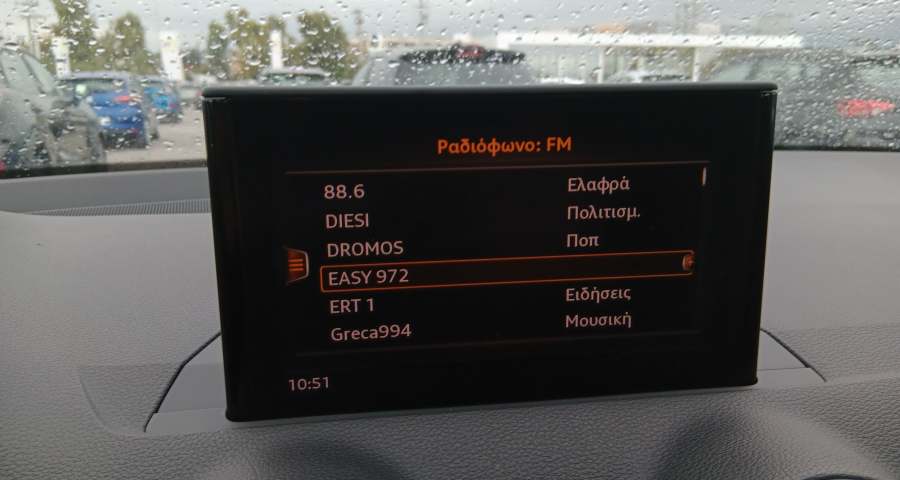 Ραδιόφωνο: FM
88.6 Ελαφρά
DIESI Πολιτισμ.
DROMOS Ποπ
EASY 972
ERT 1 Ειδήσεις
Greca994 Μουσική
10:51